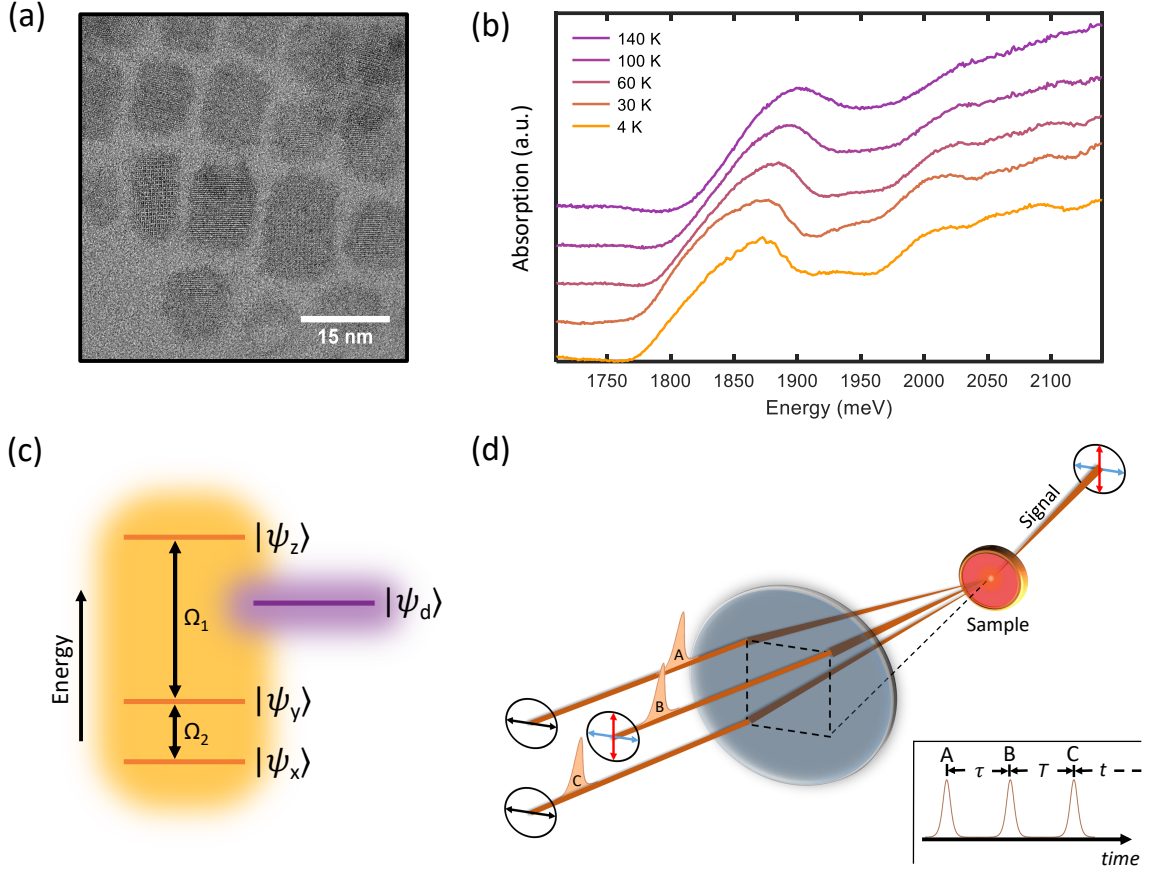 (a)
15 nm
(b)
140 K
100 K
60 K
30 K
4 K
Absorption (a.u.)
1750 1800 1850 1900 1950 2000 2050 2100
Energy (meV)
(c)
|ψz⟩
|ψd⟩
Ω1
|ψy⟩
Ω2
|ψx⟩
Energy
(d)
Signal
Sample
A
B
C
A B C
τ T t
time